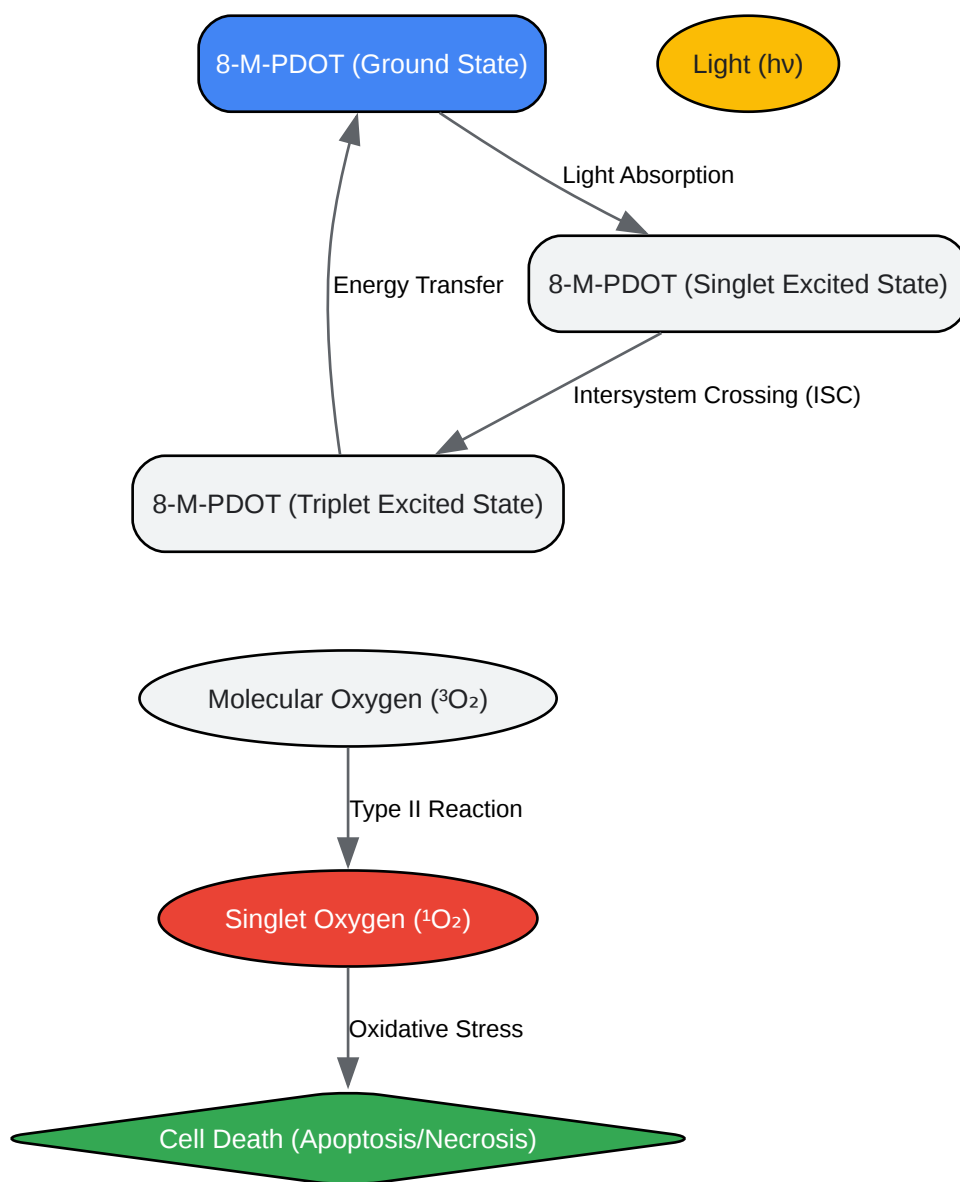 8-M-PDOT (Ground State)
Light (hν)
Light Absorption
Energy Transfer
8-M-PDOT (Singlet Excited State)
Intersystem Crossing (ISC)
8-M-PDOT (Triplet Excited State)
Molecular Oxygen (³O₂)
Type II Reaction
Singlet Oxygen (¹O₂)
Oxidative Stress
Cell Death (Apoptosis/Necrosis)